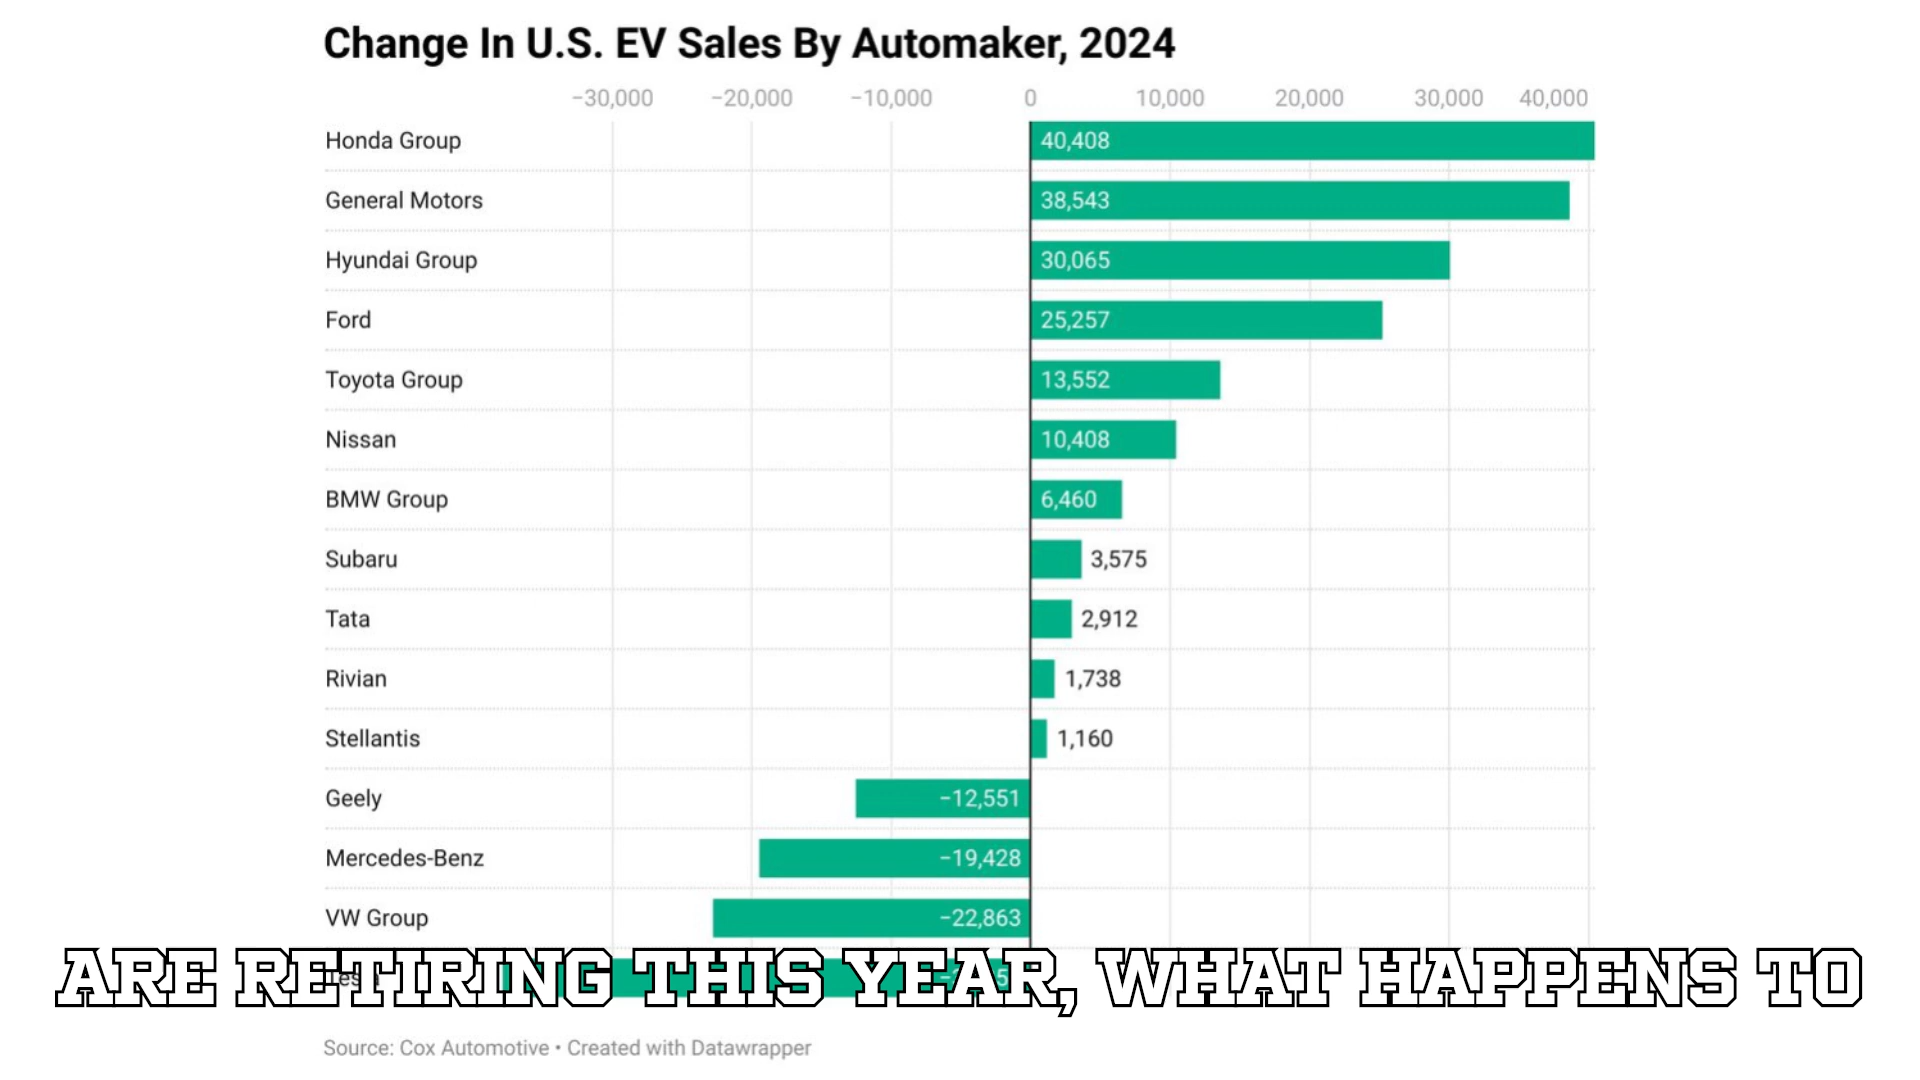 Change In U.S. EV Sales By Automaker, 2024
−30,000 −20,000 −10,000 0 10,000 20,000 30,000 40,000
Honda Group 40,408
General Motors 38,543
Hyundai Group 30,065
Ford 25,257
Toyota Group 13,552
Nissan 10,408
BMW Group 6,460
Subaru 3,575
Tata 2,912
Rivian 1,738
Stellantis 1,160
Geely −12,551
Mercedes-Benz −19,428
VW Group −22,863
ARE RETIRING THIS YEAR, WHAT HAPPENS TO
Source: Cox Automotive • Created with Datawrapper